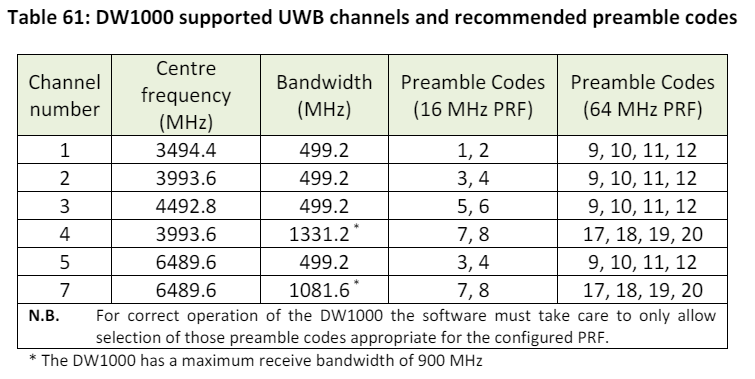 Table 61: DW1000 supported UWB channels and recommended preamble codes
Channel number Centre frequency (MHz) Bandwidth (MHz) Preamble Codes (16 MHz PRF) Preamble Codes (64 MHz PRF)
1 3494.4 499.2 1, 2 9, 10, 11, 12
2 3993.6 499.2 3, 4 9, 10, 11, 12
3 4492.8 499.2 5, 6 9, 10, 11, 12
4 3993.6 1331.2* 7, 8 17, 18, 19, 20
5 6489.6 499.2 3, 4 9, 10, 11, 12
7 6489.6 1081.6* 7, 8 17, 18, 19, 20
N.B. For correct operation of the DW1000 the software must take care to only allow
selection of those preamble codes appropriate for the configured PRF.
* The DW1000 has a maximum receive bandwidth of 900 MHz